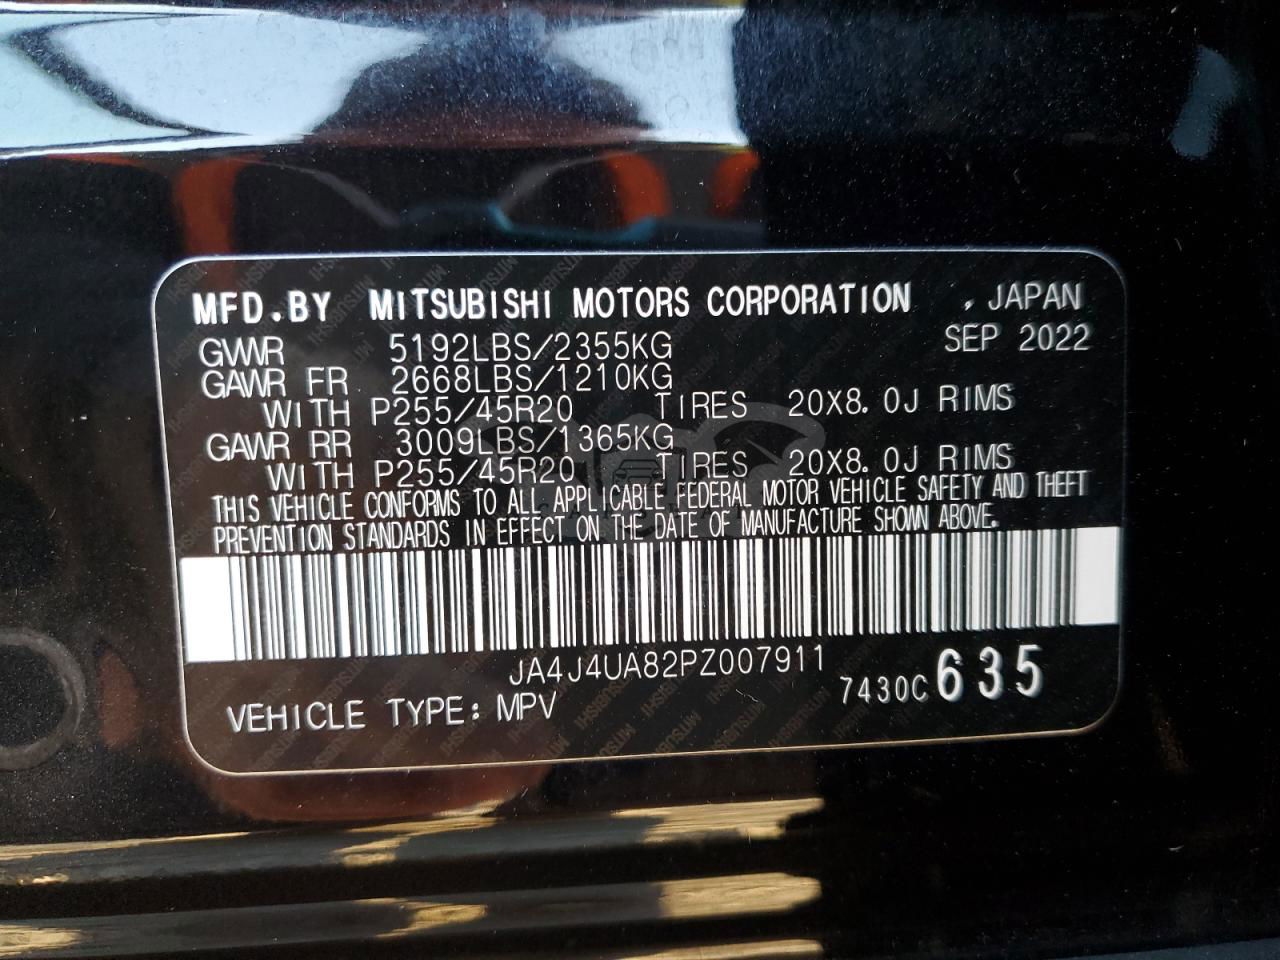 MFD.BY MITSUBISHI MOTORS CORPORATION , JAPAN
SEP 2022
GVWR 5192LBS/2355KG
GAWR FR 2668LBS/1210KG
WITH P255/45R20 TIRES 20X8.0J RIMS
GAWR RR 3009LBS/1365KG
WITH P255/45R20 TIRES 20X8.0J RIMS
THIS VEHICLE CONFORMS TO ALL APPLICABLE FEDERAL MOTOR VEHICLE SAFETY AND THEFT
PREVENTION STANDARDS IN EFFECT ON THE DATE OF MANUFACTURE SHOWN ABOVE.
JA4J4UA82PZ007911
VEHICLE TYPE: MPV 7430C 635